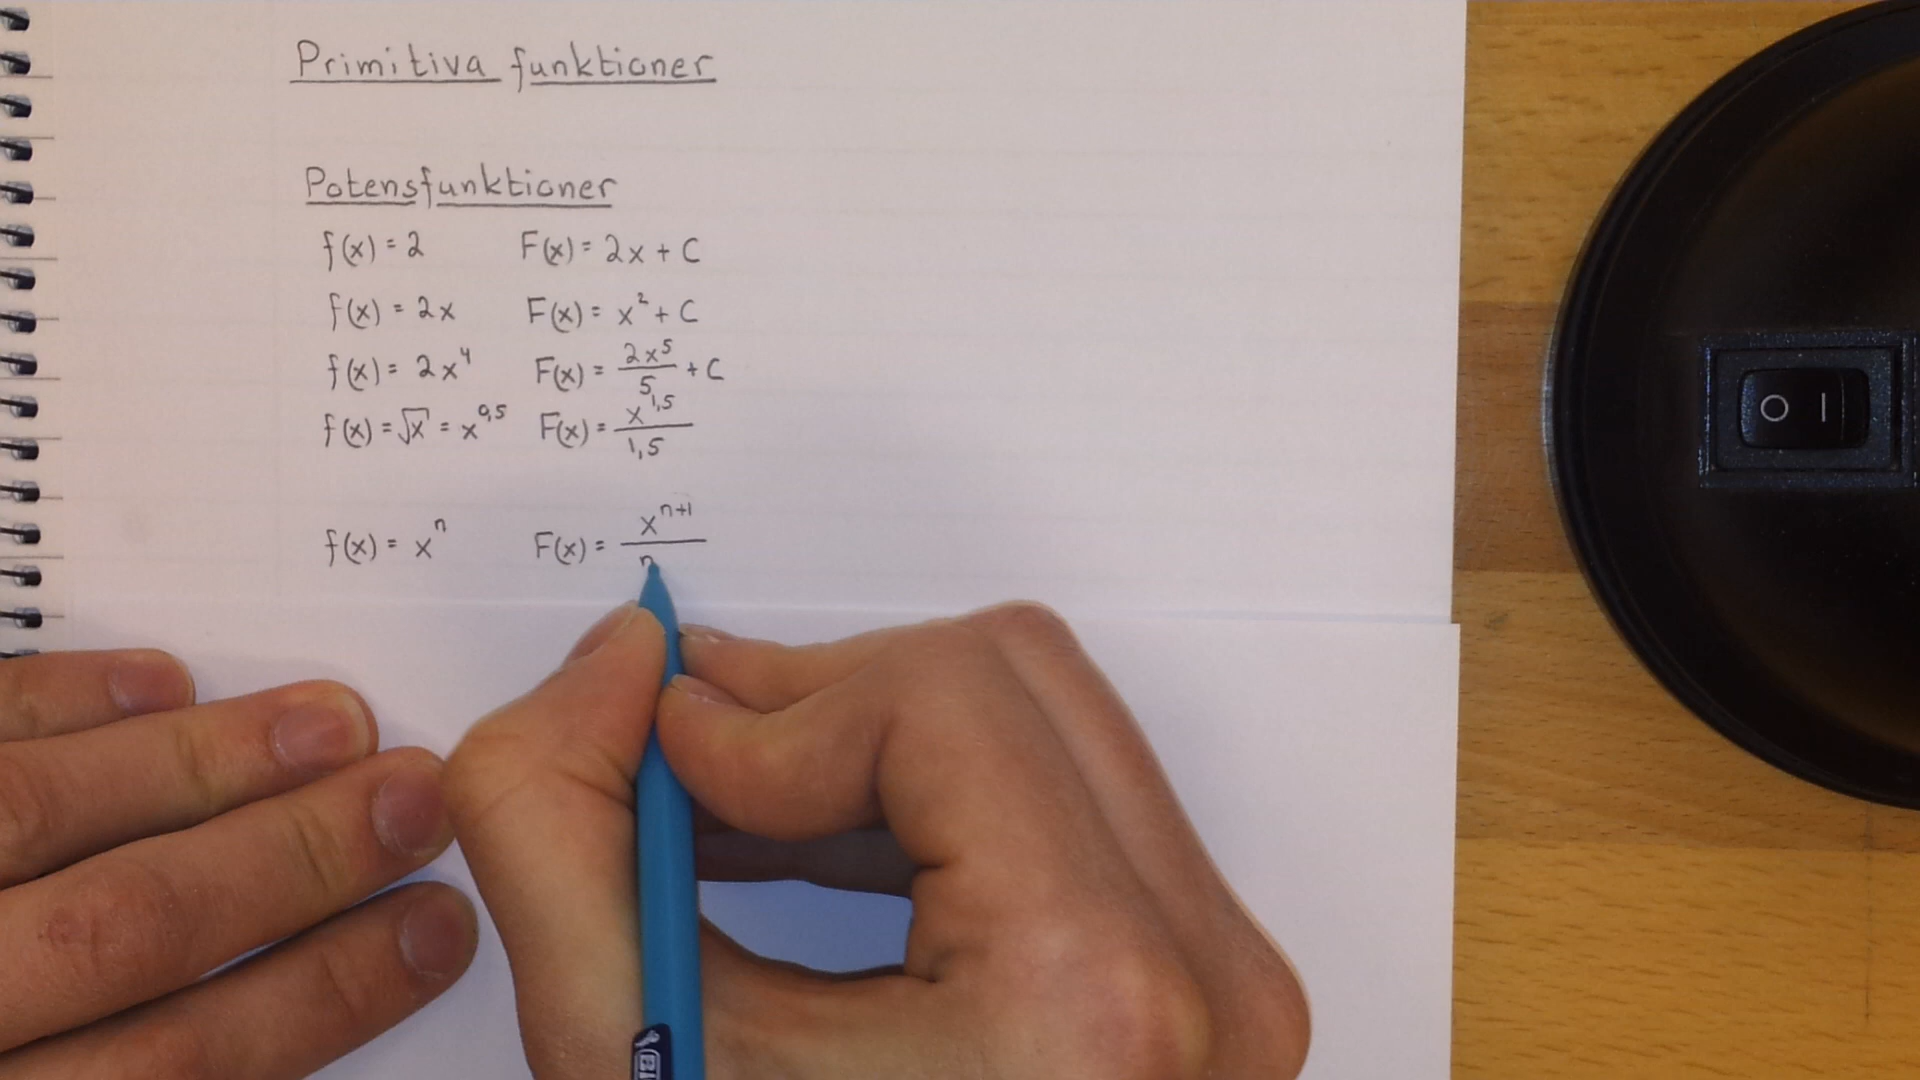 Primitiva funktioner
Potensfunktioner
f(x) = 2 F(x) = 2x + C
f(x) = 2x F(x) = x² + C
f(x) = 2x⁴ F(x) = 2x⁵/5 + C
f(x) = √x = x^0,5 F(x) = x^1,5/1,5
f(x) = xⁿ F(x) = x^n+1/n
O I